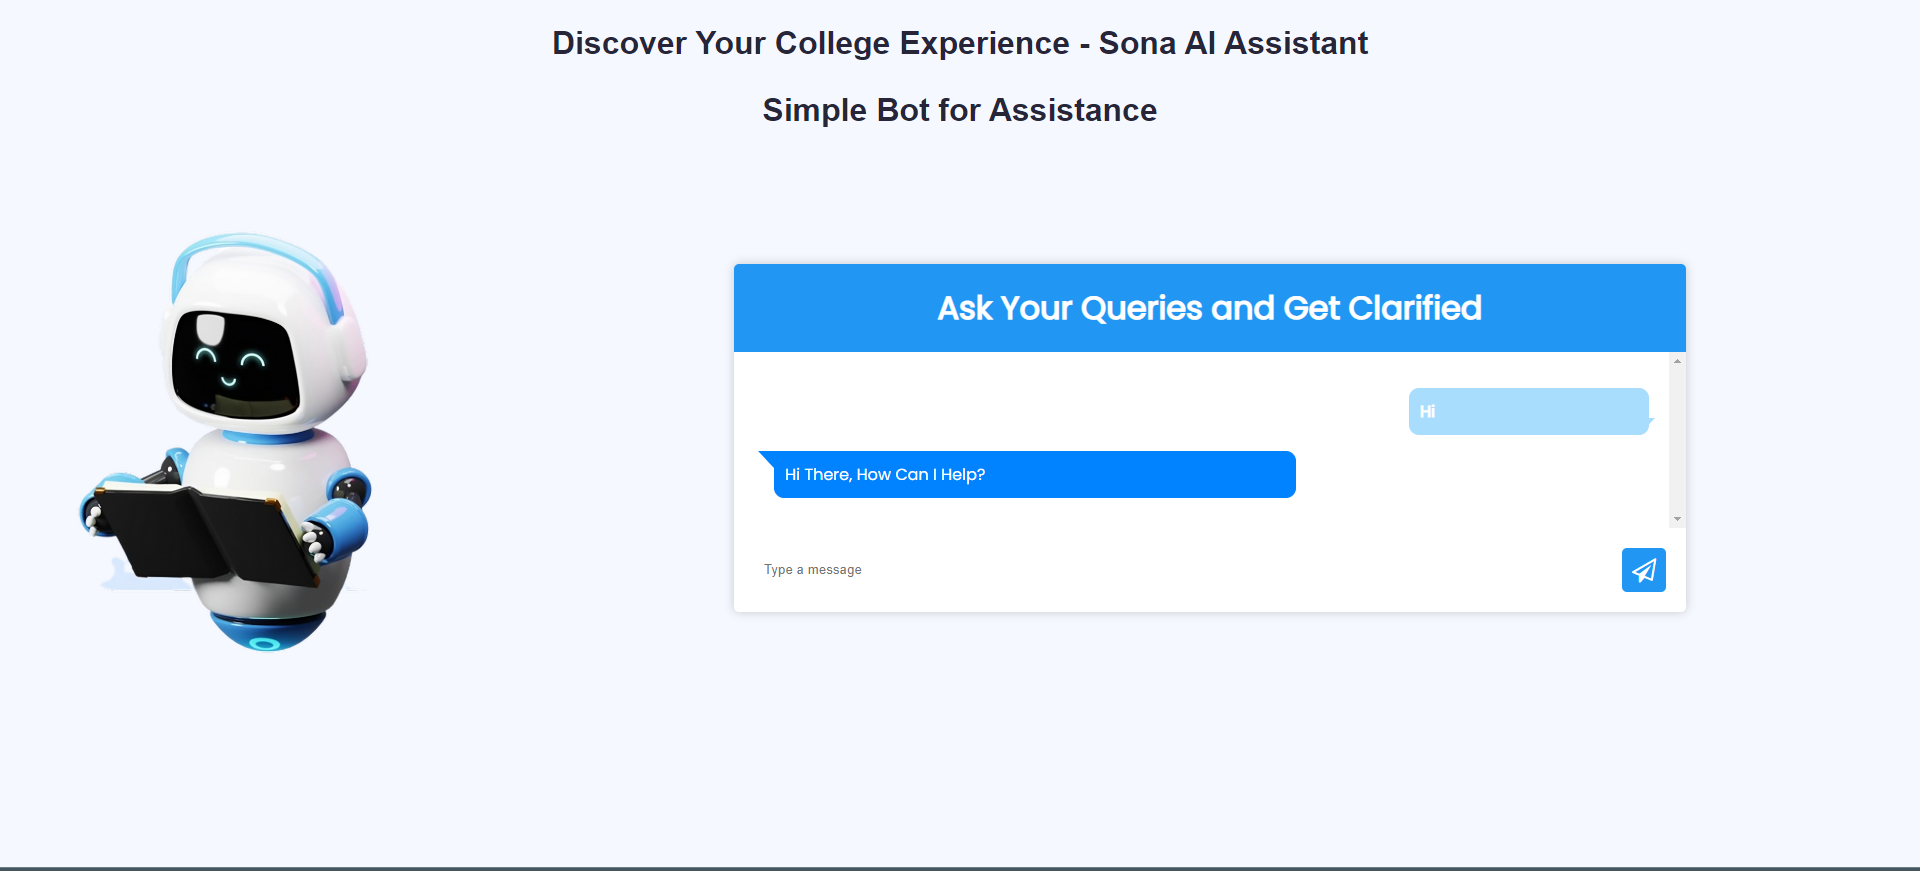 Discover Your College Experience - Sona AI Assistant
Simple Bot for Assistance
Ask Your Queries and Get Clarified
Hi
Hi There, How Can I Help?
Type a message